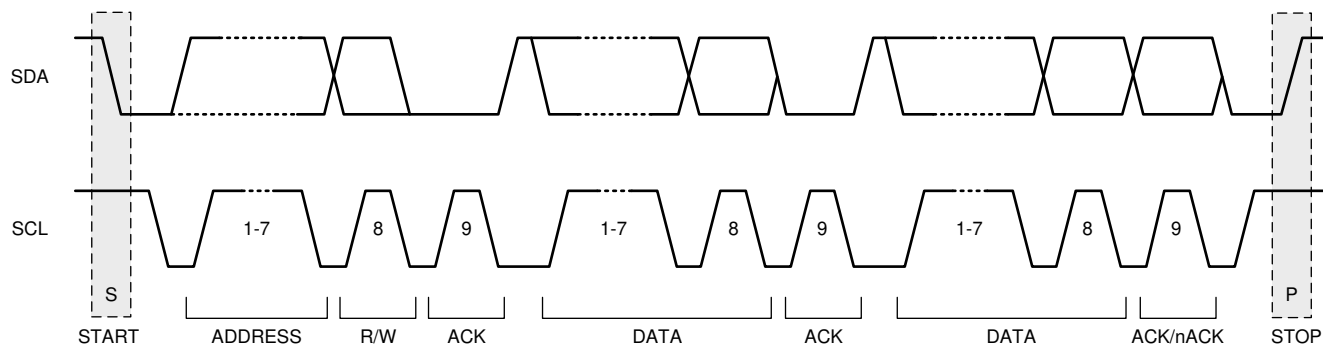 SDA
SCL
1-7
8
9
1-7
8
9
1-7
8
9
S
P
START
ADDRESS
R/W
ACK
DATA
ACK
DATA
ACK/nACK
STOP